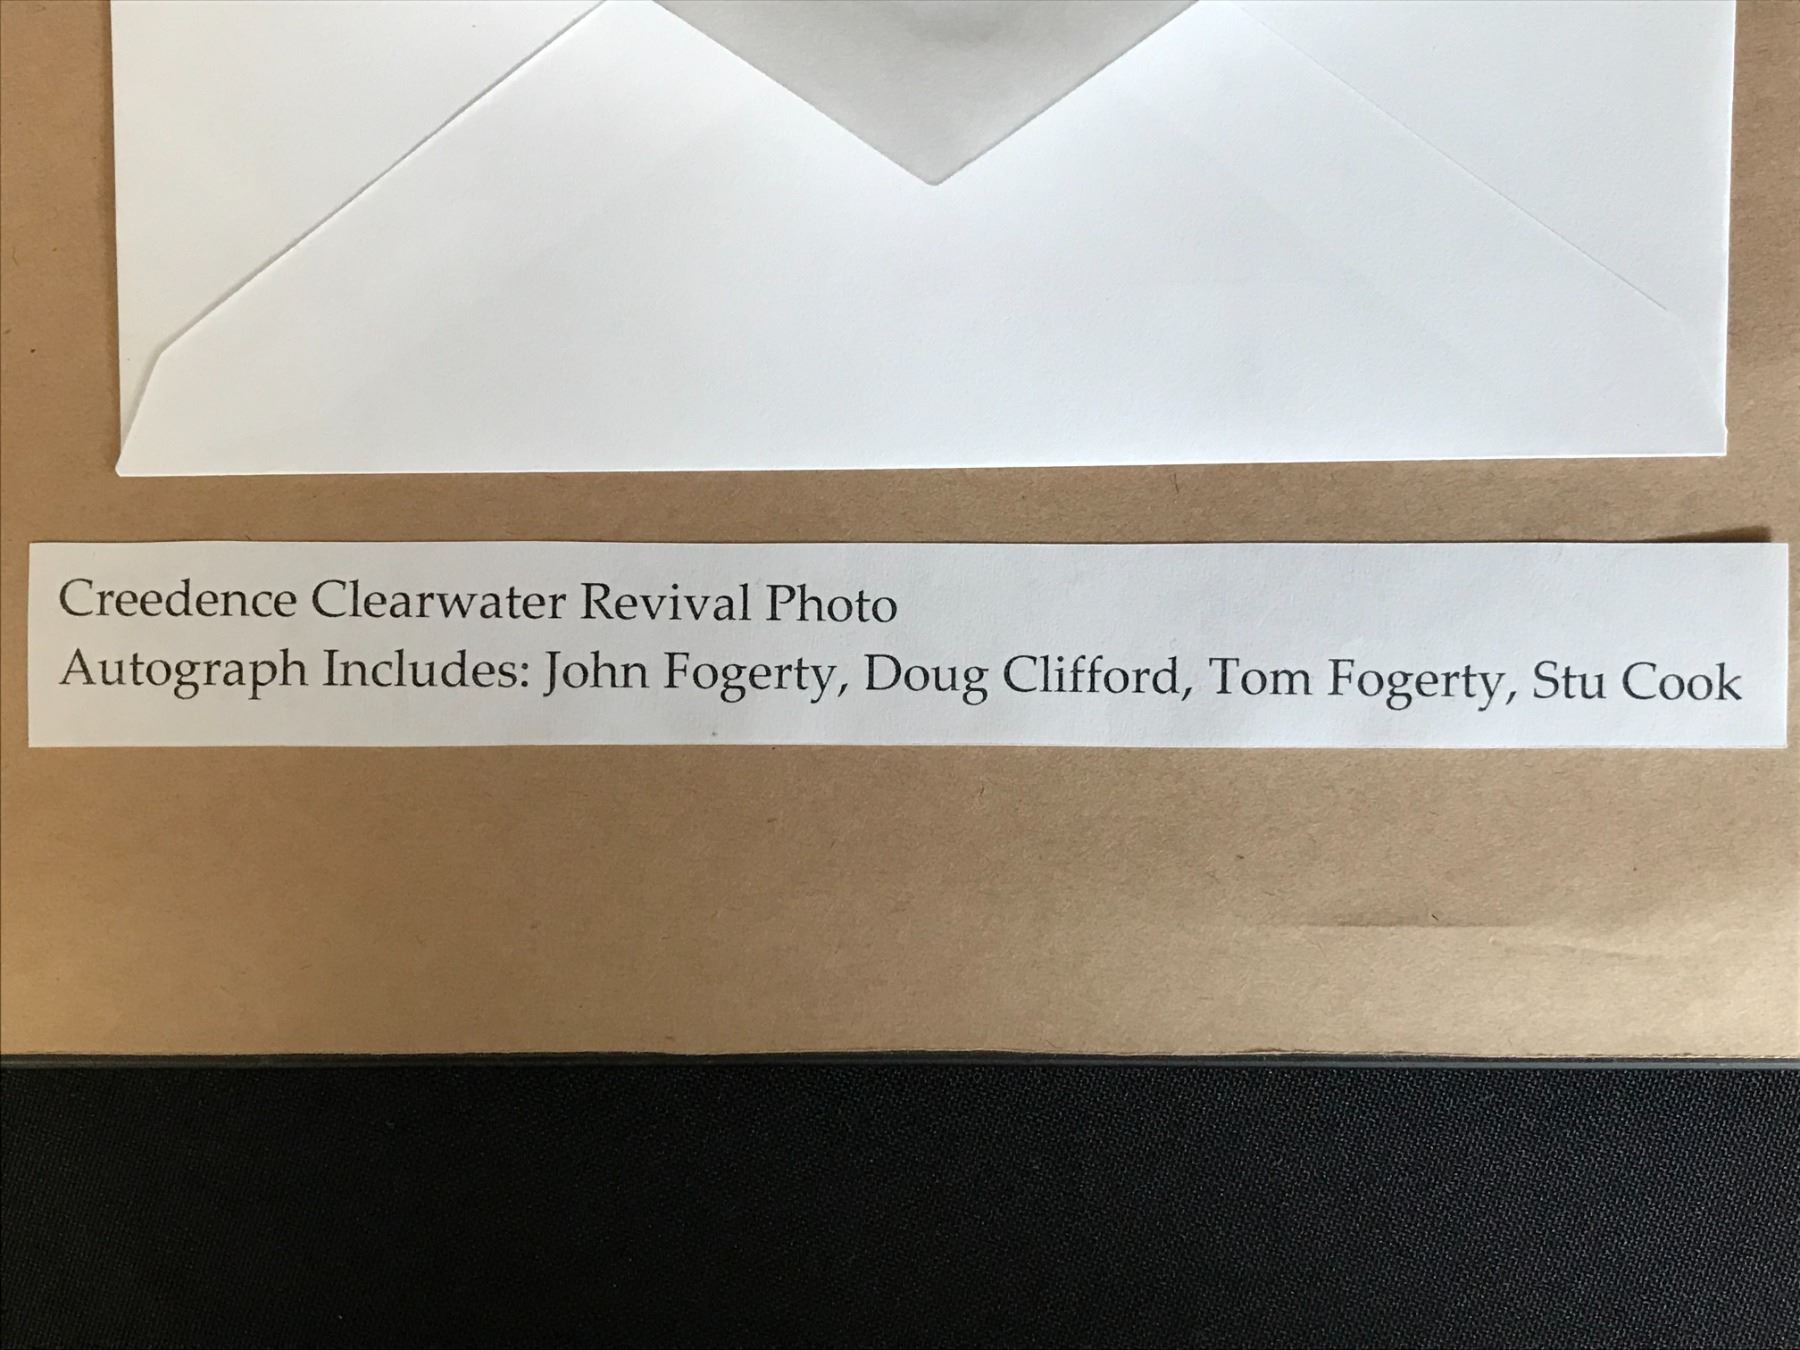 Creedence Clearwater Revival Photo
Autograph Includes: John Fogerty, Doug Clifford, Tom Fogerty, Stu Cook